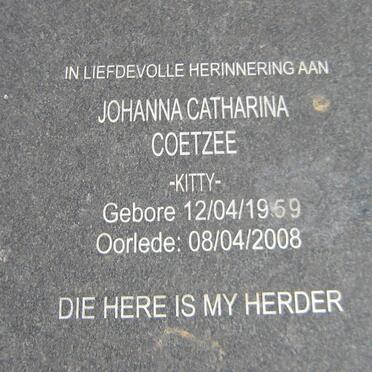 IN LIEFDEVOLLE HERINNERING AAN
JOHANNA CATHARINA
COETZEE
-KITTY-
Gebore 12/04/1969
Oorlede: 08/04/2008
DIE HERE IS MY HERDER